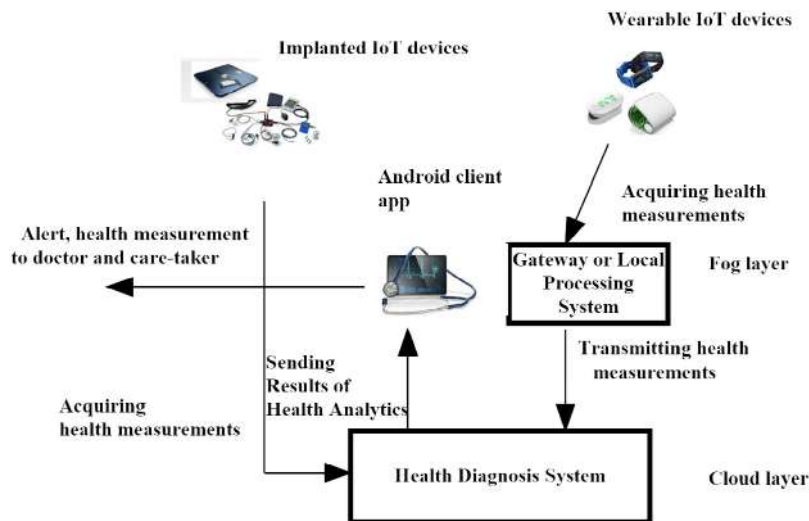 Wearable IoT devices
Implanted IoT devices
Android client
app
Acquiring health
measurements
Alert, health measurement
to doctor and care-taker
Gateway or Local
Processing
System
Fog layer
Transmitting health
measurements
Sending
Results of
Health Analytics
Acquiring
health measurements
Health Diagnosis System
Cloud layer